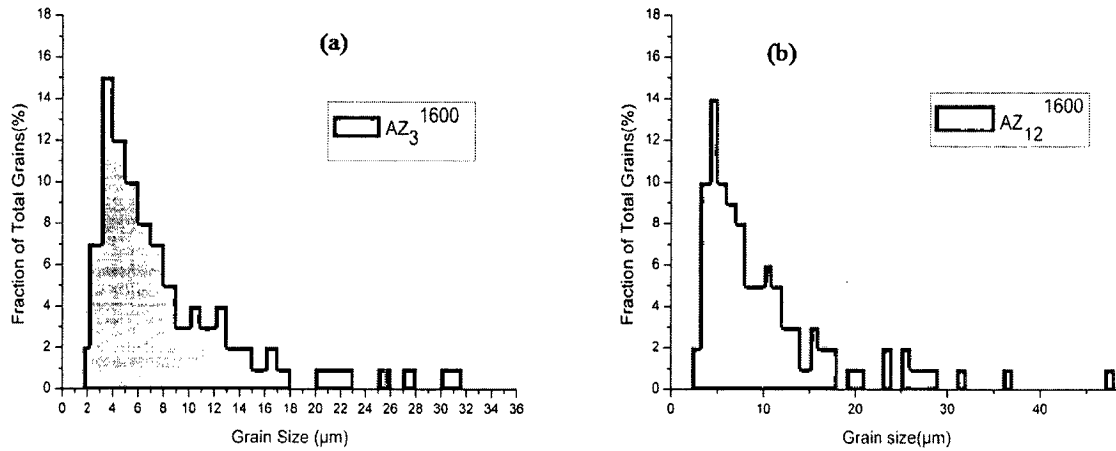 (a)
18
16
14
12
10
8
6
4
2
0
Fraction of Total Grains(%)
AZ3 1600
0 2 4 6 8 10 12 14 16 18 20 22 24 26 28 30 32 34 36
Grain Size (µm)
(b)
18
16
14
12
10
8
6
4
2
0
Fraction of Total Grains(%)
AZ12 1600
0 10 20 30 40
Grain size(µm)